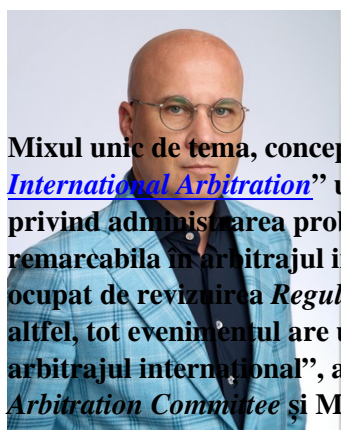 Mixul unic de tema, concep
International Arbitration” u
privind administrarea prob
remarcabila în arbitrajul i
ocupat de revizuirea Regul
altfel, tot evenimentul are u
arbitrajul international”, a
Arbitration Committee și M